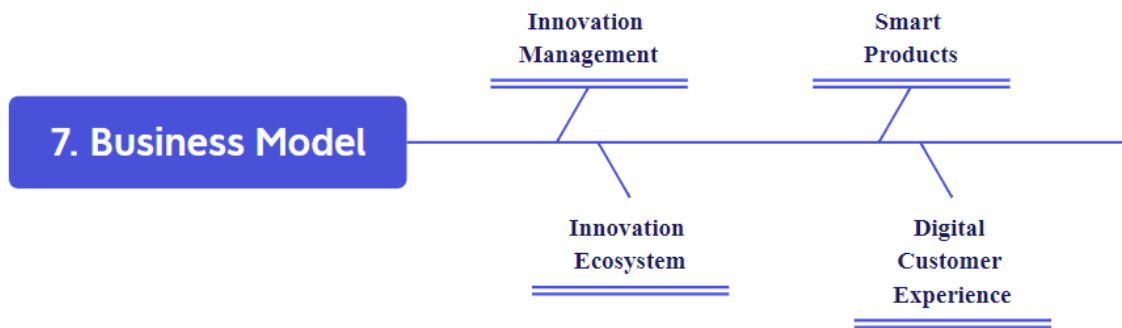 Innovation
Management
Smart
Products
7. Business Model
Innovation
Ecosystem
Digital
Customer
Experience